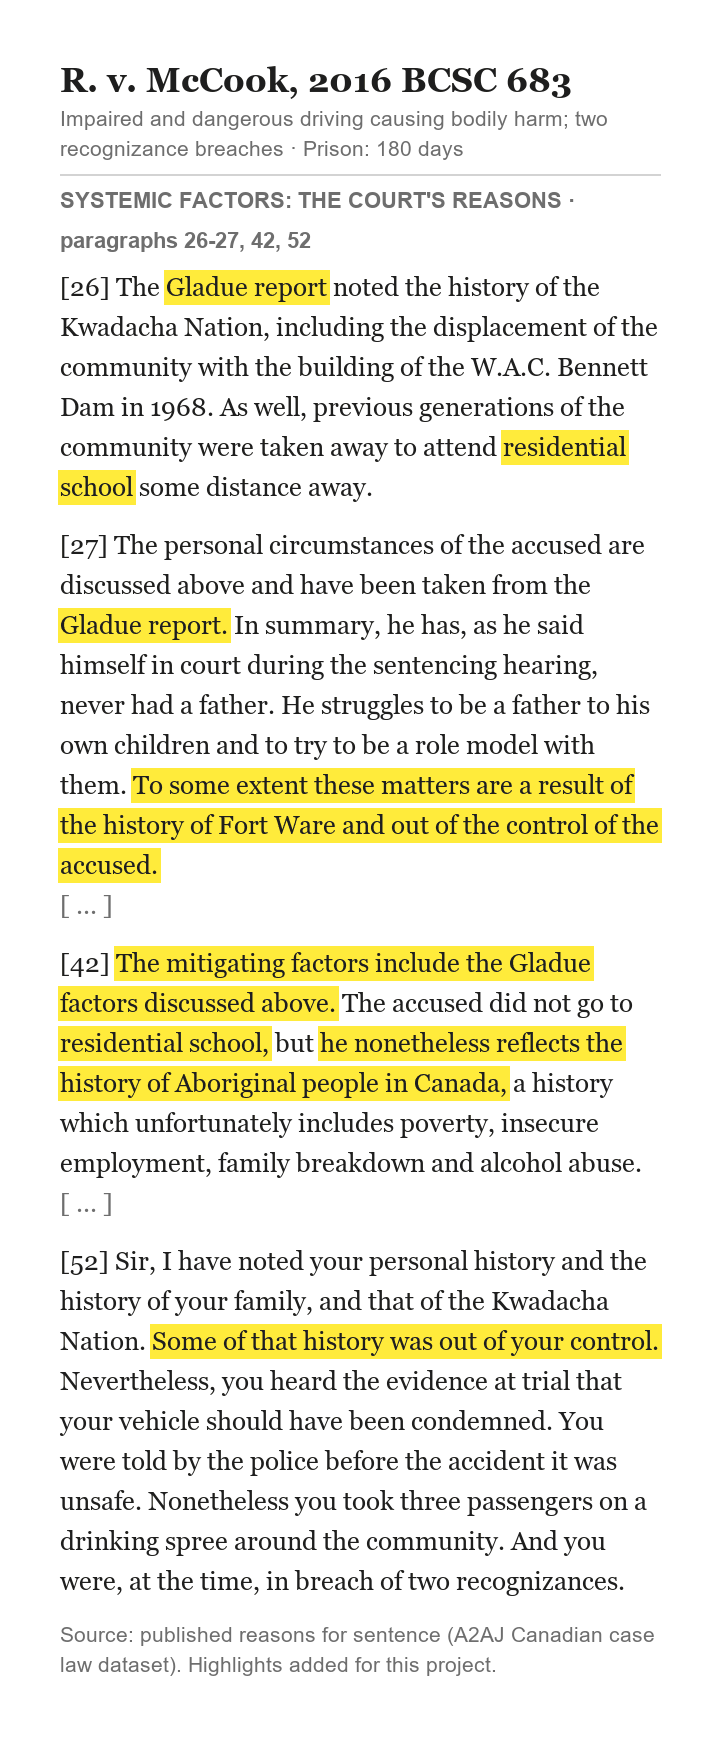 R. v. McCook, 2016 BCSC 683
Impaired and dangerous driving causing bodily harm; two
recognizance breaches · Prison: 180 days
SYSTEMIC FACTORS: THE COURT'S REASONS ·
paragraphs 26-27, 42, 52
[26] The Gladue report noted the history of the
Kwadacha Nation, including the displacement of the
community with the building of the W.A.C. Bennett
Dam in 1968. As well, previous generations of the
community were taken away to attend residential
school some distance away.
[27] The personal circumstances of the accused are
discussed above and have been taken from the
Gladue report. In summary, he has, as he said
himself in court during the sentencing hearing,
never had a father. He struggles to be a father to his
own children and to try to be a role model with
them. To some extent these matters are a result of
the history of Fort Ware and out of the control of the
accused.
[ ... ]
[42] The mitigating factors include the Gladue
factors discussed above. The accused did not go to
residential school, but he nonetheless reflects the
history of Aboriginal people in Canada, a history
which unfortunately includes poverty, insecure
employment, family breakdown and alcohol abuse.
[ ... ]
[52] Sir, I have noted your personal history and the
history of your family, and that of the Kwadacha
Nation. Some of that history was out of your control.
Nevertheless, you heard the evidence at trial that
your vehicle should have been condemned. You
were told by the police before the accident it was
unsafe. Nonetheless you took three passengers on a
drinking spree around the community. And you
were, at the time, in breach of two recognizances.
Source: published reasons for sentence (A2AJ Canadian case
law dataset). Highlights added for this project.